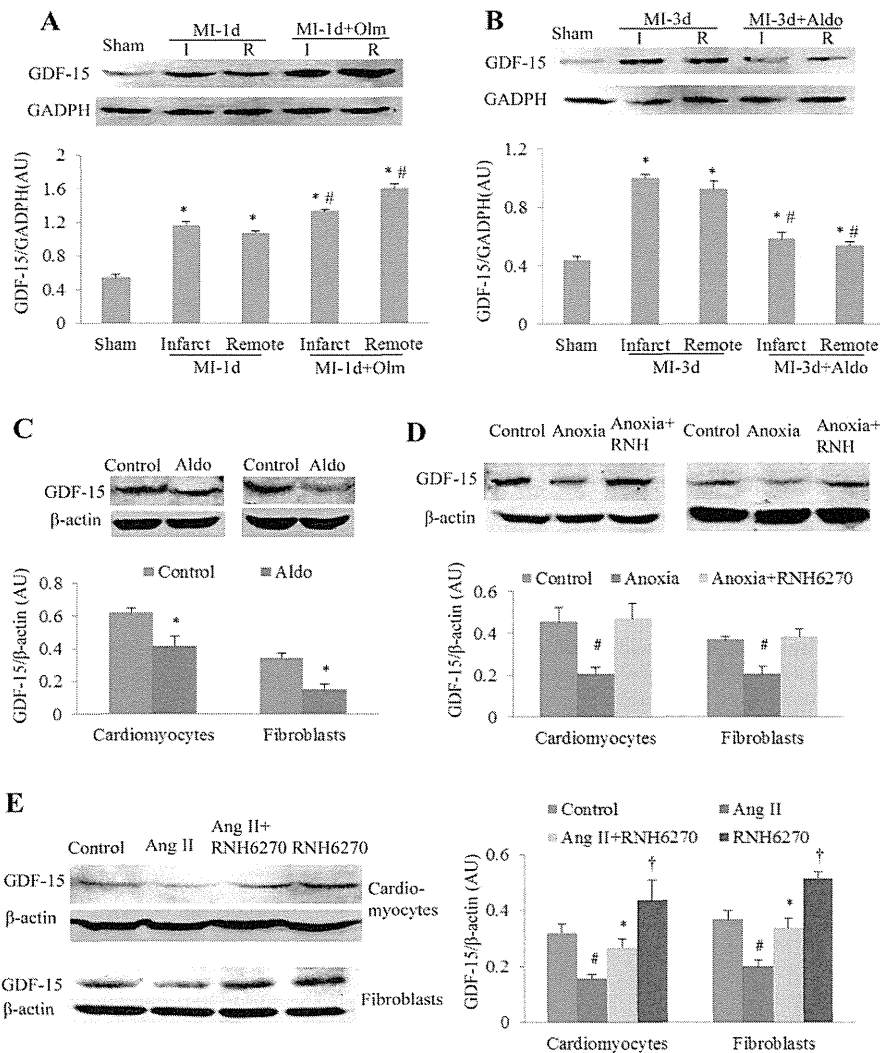 A
Sham MI-1d MI-1d+Olm
I R I R
GDF-15
GADPH
GDF-15/GADPH(AU)
2
1.6
1.2
0.8
0.4
0
* * * # * #
Sham Infarct Remote Infarct Remote
MI-1d MI-1d+Olm
B
Sham MI-3d MI-3d+Aldo
I R I R
GDF-15
GADPH
GDF-15/GADPH(AU)
1.2
0.8
0.4
0
* * * # * #
Sham Infarct Remote Infarct Remote
MI-3d MI-3d+Aldo
C
Control Aldo Control Aldo
GDF-15
β-actin
Control Aldo
GDF-15/β-actin (AU)
0.6
0.4
0.2
0
* *
Cardiomyocytes Fibroblasts
D
Control Anoxia Anoxia+
RNH
Control Anoxia Anoxia+
RNH
GDF-15
β-actin
Control Anoxia Anoxia+RNH6270
GDF-15/β-actin (AU)
0.6
0.4
0.2
0
# #
Cardiomyocytes Fibroblasts
E
Control Ang II Ang II+
RNH6270 RNH6270
GDF-15
β-actin
Cardio-
myocytes
GDF-15
β-actin
Fibroblasts
Control Ang II
Ang II+RNH6270 RNH6270
GDF-15/β-actin (AU)
0.6
0.4
0.2
0
# * † # * †
Cardiomyocytes Fibroblasts